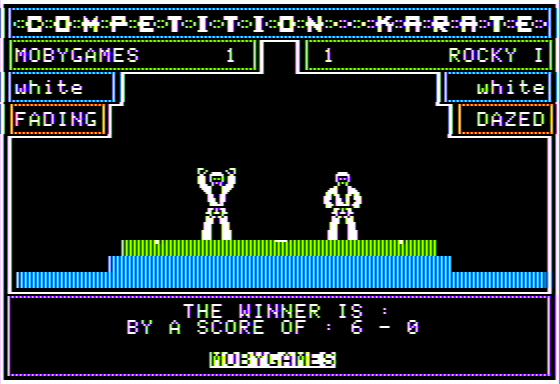 COMPETITION KARATE
MOBYGAMES 1 1 ROCKY I
white white
FADING DAZED
THE WINNER IS :
BY A SCORE OF : 6 - 0
MOBYGAMES